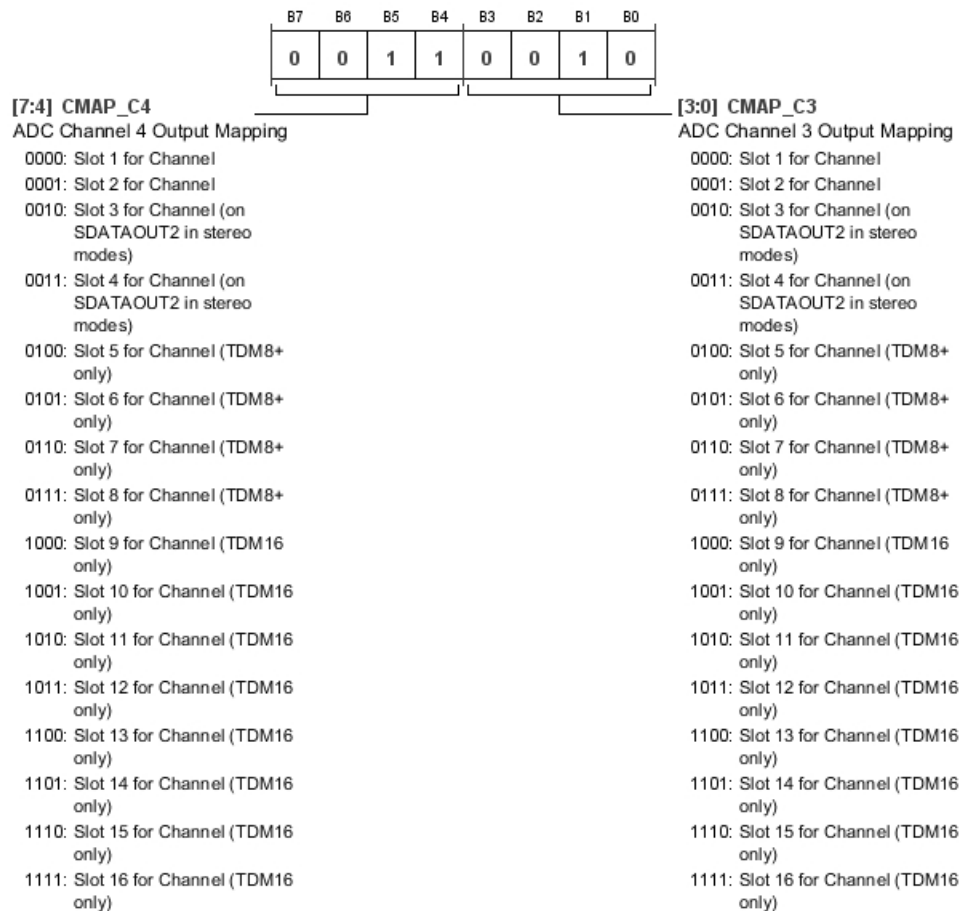 B7 B6 B5 B4 B3 B2 B1 B0
0 0 1 1 0 0 1 0
[7:4] CMAP_C4
ADC Channel 4 Output Mapping
0000: Slot 1 for Channel
0001: Slot 2 for Channel
0010: Slot 3 for Channel (on
SDATAOUT2 in stereo
modes)
0011: Slot 4 for Channel (on
SDATAOUT2 in stereo
modes)
0100: Slot 5 for Channel (TDM8+
only)
0101: Slot 6 for Channel (TDM8+
only)
0110: Slot 7 for Channel (TDM8+
only)
0111: Slot 8 for Channel (TDM8+
only)
1000: Slot 9 for Channel (TDM16
only)
1001: Slot 10 for Channel (TDM16
only)
1010: Slot 11 for Channel (TDM16
only)
1011: Slot 12 for Channel (TDM16
only)
1100: Slot 13 for Channel (TDM16
only)
1101: Slot 14 for Channel (TDM16
only)
1110: Slot 15 for Channel (TDM16
only)
1111: Slot 16 for Channel (TDM16
only)
[3:0] CMAP_C3
ADC Channel 3 Output Mapping
0000: Slot 1 for Channel
0001: Slot 2 for Channel
0010: Slot 3 for Channel (on
SDATAOUT2 in stereo
modes)
0011: Slot 4 for Channel (on
SDATAOUT2 in stereo
modes)
0100: Slot 5 for Channel (TDM8+
only)
0101: Slot 6 for Channel (TDM8+
only)
0110: Slot 7 for Channel (TDM8+
only)
0111: Slot 8 for Channel (TDM8+
only)
1000: Slot 9 for Channel (TDM16
only)
1001: Slot 10 for Channel (TDM16
only)
1010: Slot 11 for Channel (TDM16
only)
1011: Slot 12 for Channel (TDM16
only)
1100: Slot 13 for Channel (TDM16
only)
1101: Slot 14 for Channel (TDM16
only)
1110: Slot 15 for Channel (TDM16
only)
1111: Slot 16 for Channel (TDM16
only)